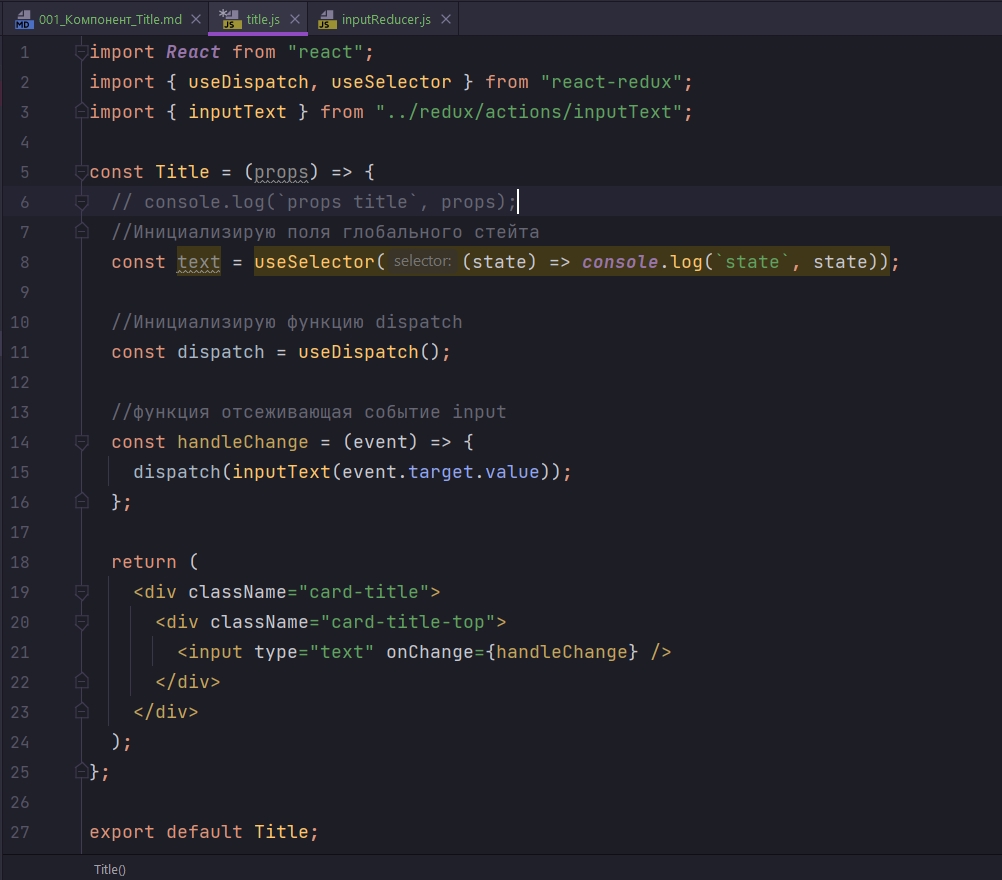 001_Компонент_Title.md title.js inputReducer.js
1 import React from "react";
2 import { useDispatch, useSelector } from "react-redux";
3 import { inputText } from "../redux/actions/inputText";
4
5 const Title = (props) => {
6 // console.log(`props title`, props);
7 //Инициализирую поля глобального стейта
8 const text = useSelector( selector: (state) => console.log(`state`, state));
9
10 //Инициализирую функцию dispatch
11 const dispatch = useDispatch();
12
13 //функция отсеживающая событие input
14 const handleChange = (event) => {
15 dispatch(inputText(event.target.value));
16 };
17
18 return (
19 <div className="card-title">
20 <div className="card-title-top">
21 <input type="text" onChange={handleChange} />
22 </div>
23 </div>
24 );
25 };
26
27 export default Title;
Title()